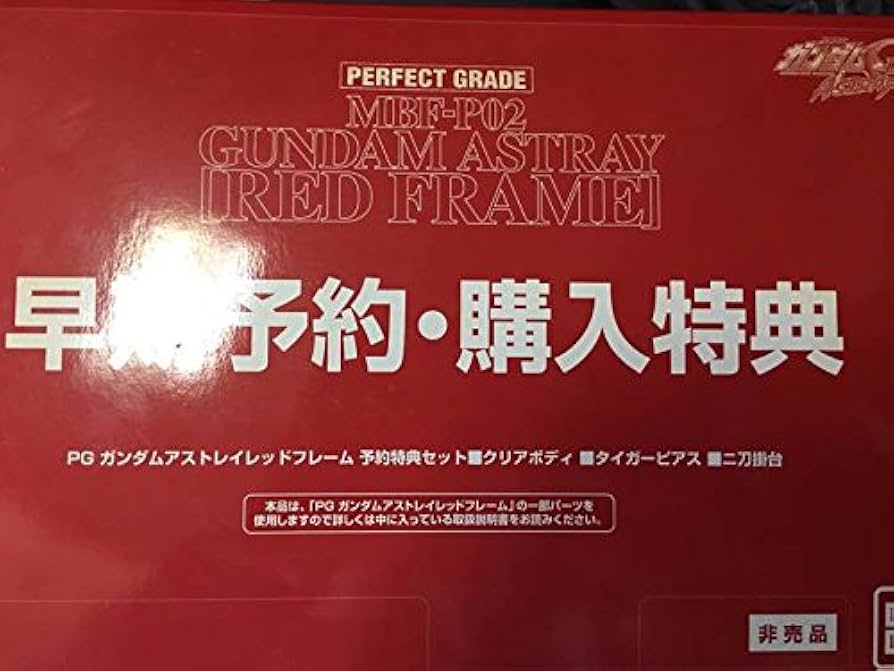 PERFECT GRADE
MBF-P02
GUNDAM ASTRAY
[RED FRAME]
ガンダム
早期予約・購入特典
PG ガンダムアストレイレッドフレーム 予約特典セット■クリアボディ ■タイガーピアス ■二刀掛台
本品は、「PG ガンダムアストレイレッドフレーム」の一部パーツを
使用しますので詳しくは中に入っている取扱説明書をお読みください。
非売品